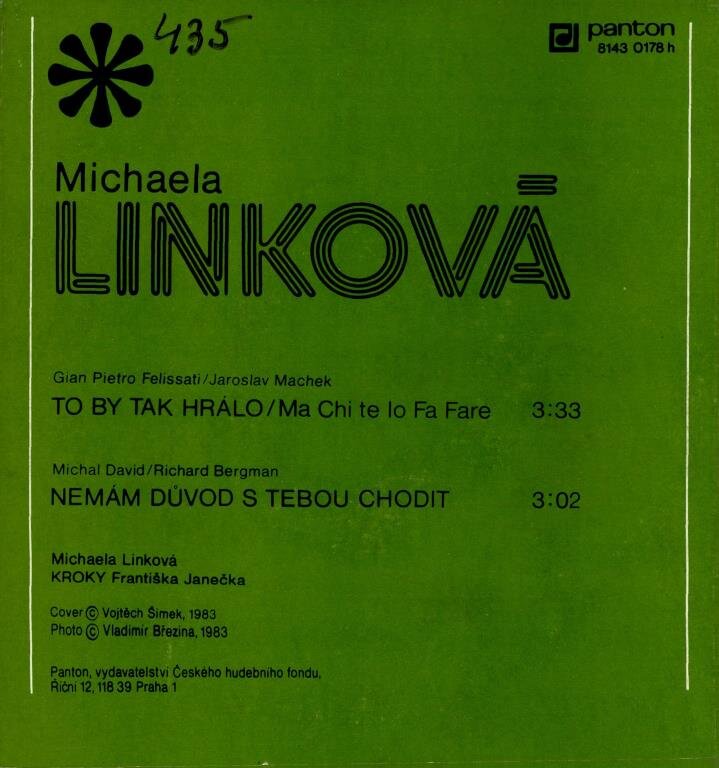 435
panton
8143 0178 h
Michaela
LINKOVÁ
Gian Pietro Felissati/Jaroslav Machek
TO BY TAK HRÁLO/Ma Chi te lo Fa Fare 3:33
Michal David/Richard Bergman
NEMÁM DŮVOD S TEBOU CHODIT 3:02
Michaela Linková
KROKY Františka Janečka
Cover © Vojtěch Šimek, 1983
Photo © Vladimír Březina, 1983
Panton, vydavatelství Českého hudebního fondu,
Říční 12, 118 39 Praha 1